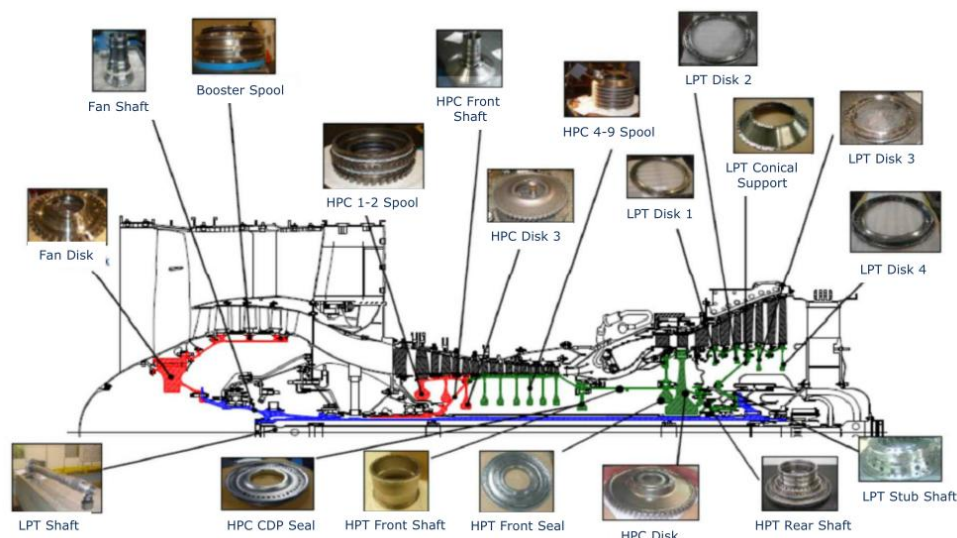 LPT Disk 2
Fan Shaft
Booster Spool
HPC Front
Shaft
HPC 4-9 Spool
LPT Conical
Support
LPT Disk 3
HPC 1-2 Spool
HPC Disk 3
LPT Disk 1
Fan Disk
LPT Disk 4
LPT Shaft
HPC CDP Seal
HPT Front Shaft
HPT Front Seal
HPC Disk
HPT Rear Shaft
LPT Stub Shaft